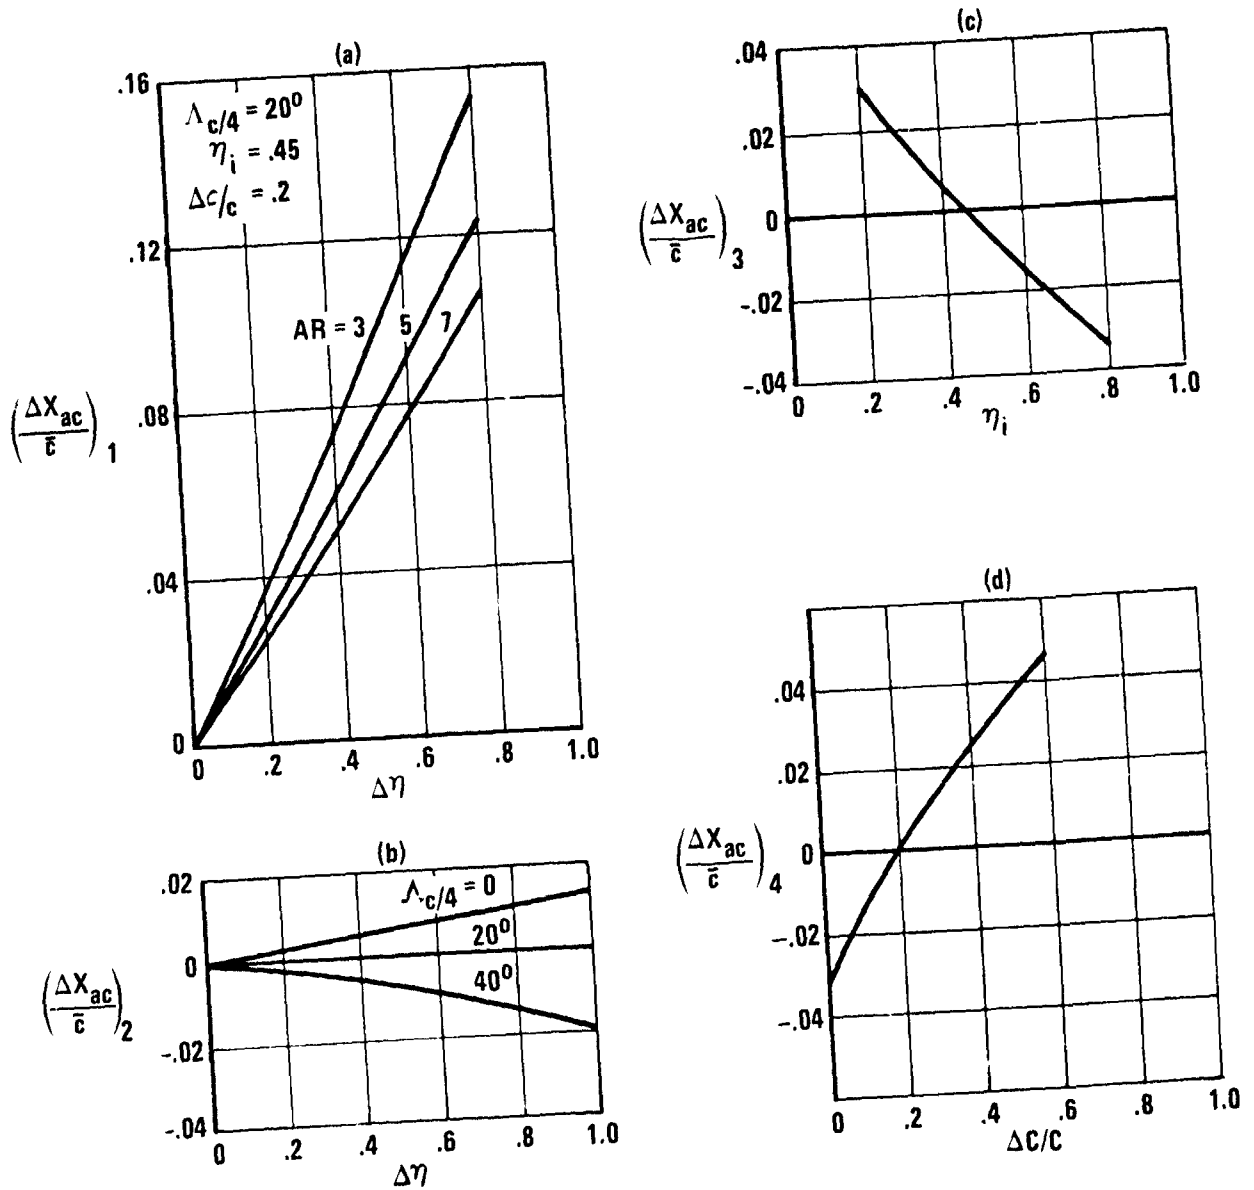 (a)
.16
.12
.08
.04
0
Λc/4 = 20⁰
ηi = .45
Δc/c = .2
AR = 3 5 7
(ΔXac/c̄)1
0 .2 .4 .6 .8 1.0
Δη
(b)
.02
0
-.02
-.04
Λc/4 = 0
20⁰
40⁰
(ΔXac/c̄)2
0 .2 .4 .6 .8 1.0
Δη
(c)
.04
.02
0
-.02
-.04
(ΔXac/c̄)3
0 .2 .4 .6 .8 1.0
ηi
(d)
.04
.02
0
-.02
-.04
(ΔXac/c̄)4
0 .2 .4 .6 .8 1.0
ΔC/C